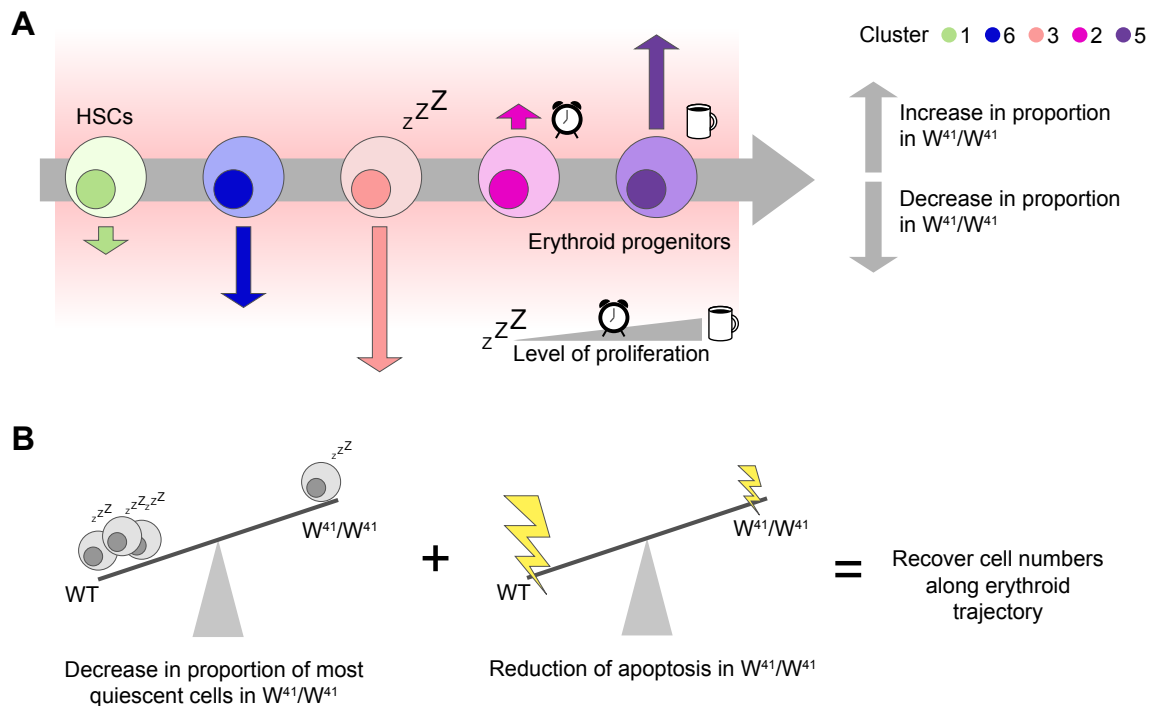 A
Cluster 1 6 3 2 5
HSCs
zzZ
Increase in proportion
in W⁴¹/W⁴¹
Decrease in proportion
in W⁴¹/W⁴¹
Erythroid progenitors
zzZ
Level of proliferation
B
zzZ
zzZ
zzZ
zzZ
WT
W⁴¹/W⁴¹
+
WT
W⁴¹/W⁴¹
=
Recover cell numbers
along erythroid
trajectory
Decrease in proportion of most
quiescent cells in W⁴¹/W⁴¹
Reduction of apoptosis in W⁴¹/W⁴¹